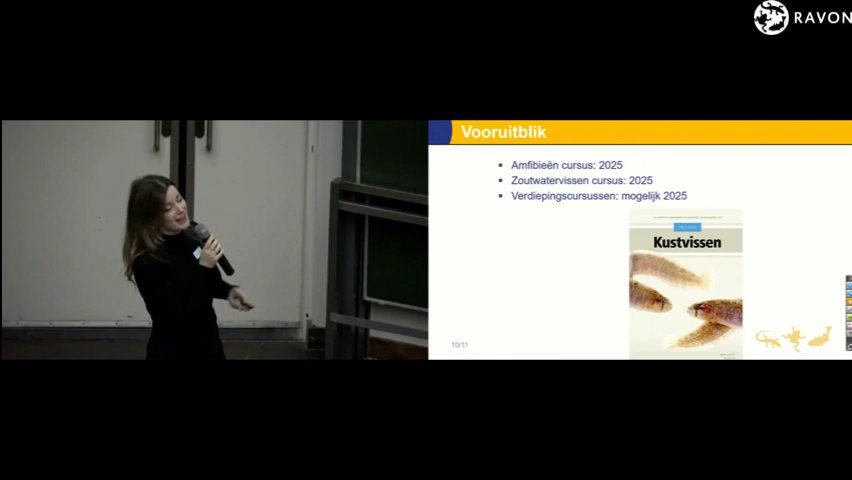 RAVON
Vooruitblik
▪ Amfibieën cursus: 2025
▪ Zoutwatervissen cursus: 2025
▪ Verdiepingscursussen: mogelijk 2025
Kustvissen
10/11